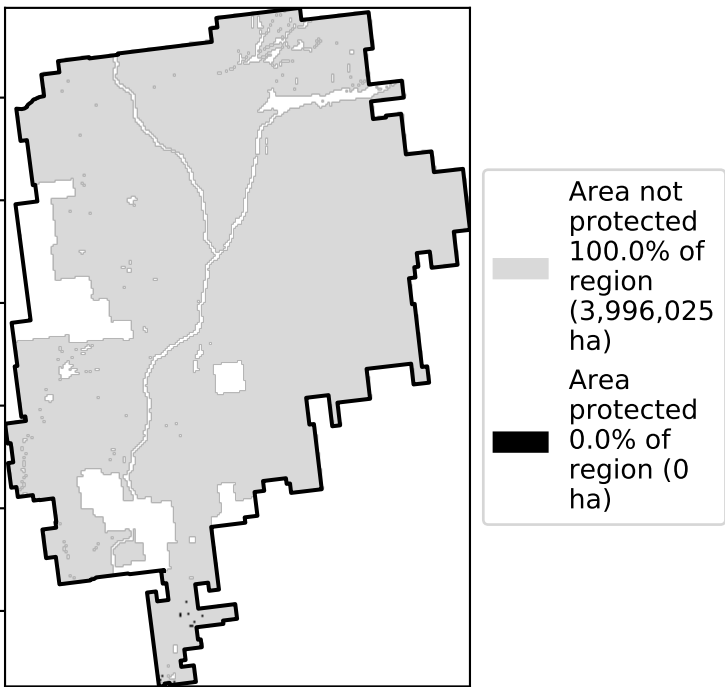 Area not
protected
100.0% of
region
(3,996,025
ha)
Area
protected
0.0% of
region (0
ha)